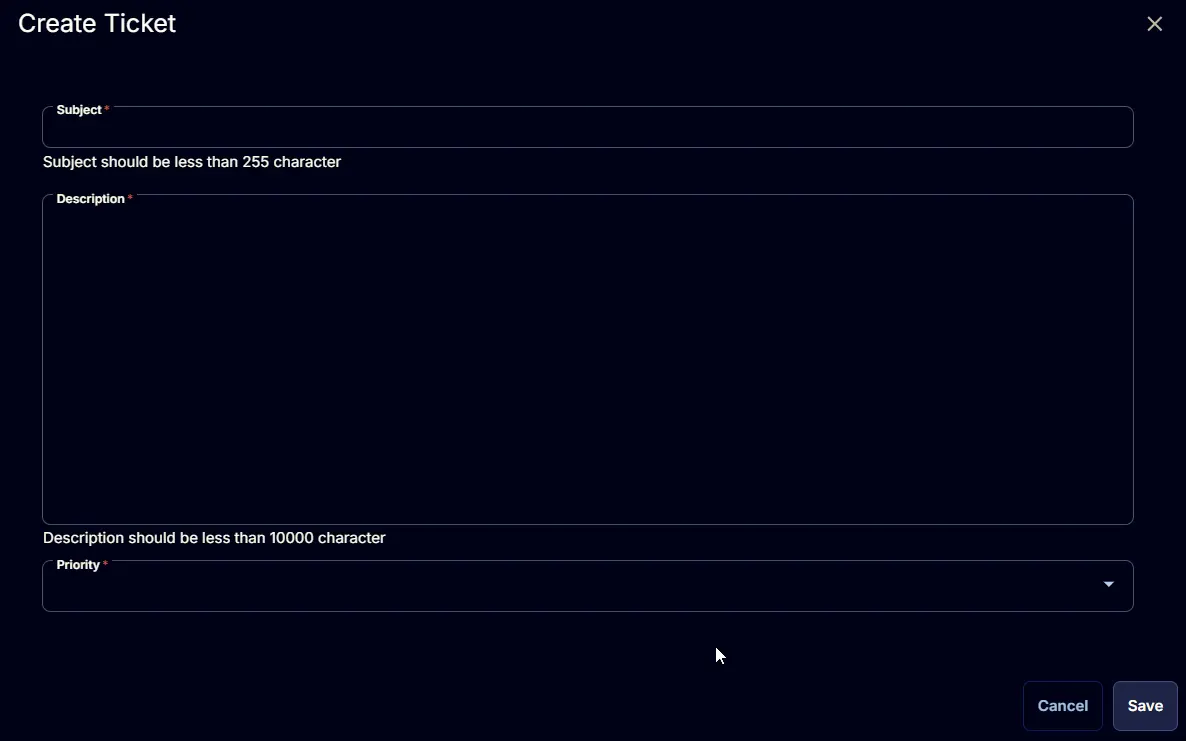 Create Ticket
Subject *
Subject should be less than 255 character
Description *
Description should be less than 10000 character
Priority *
Cancel Save